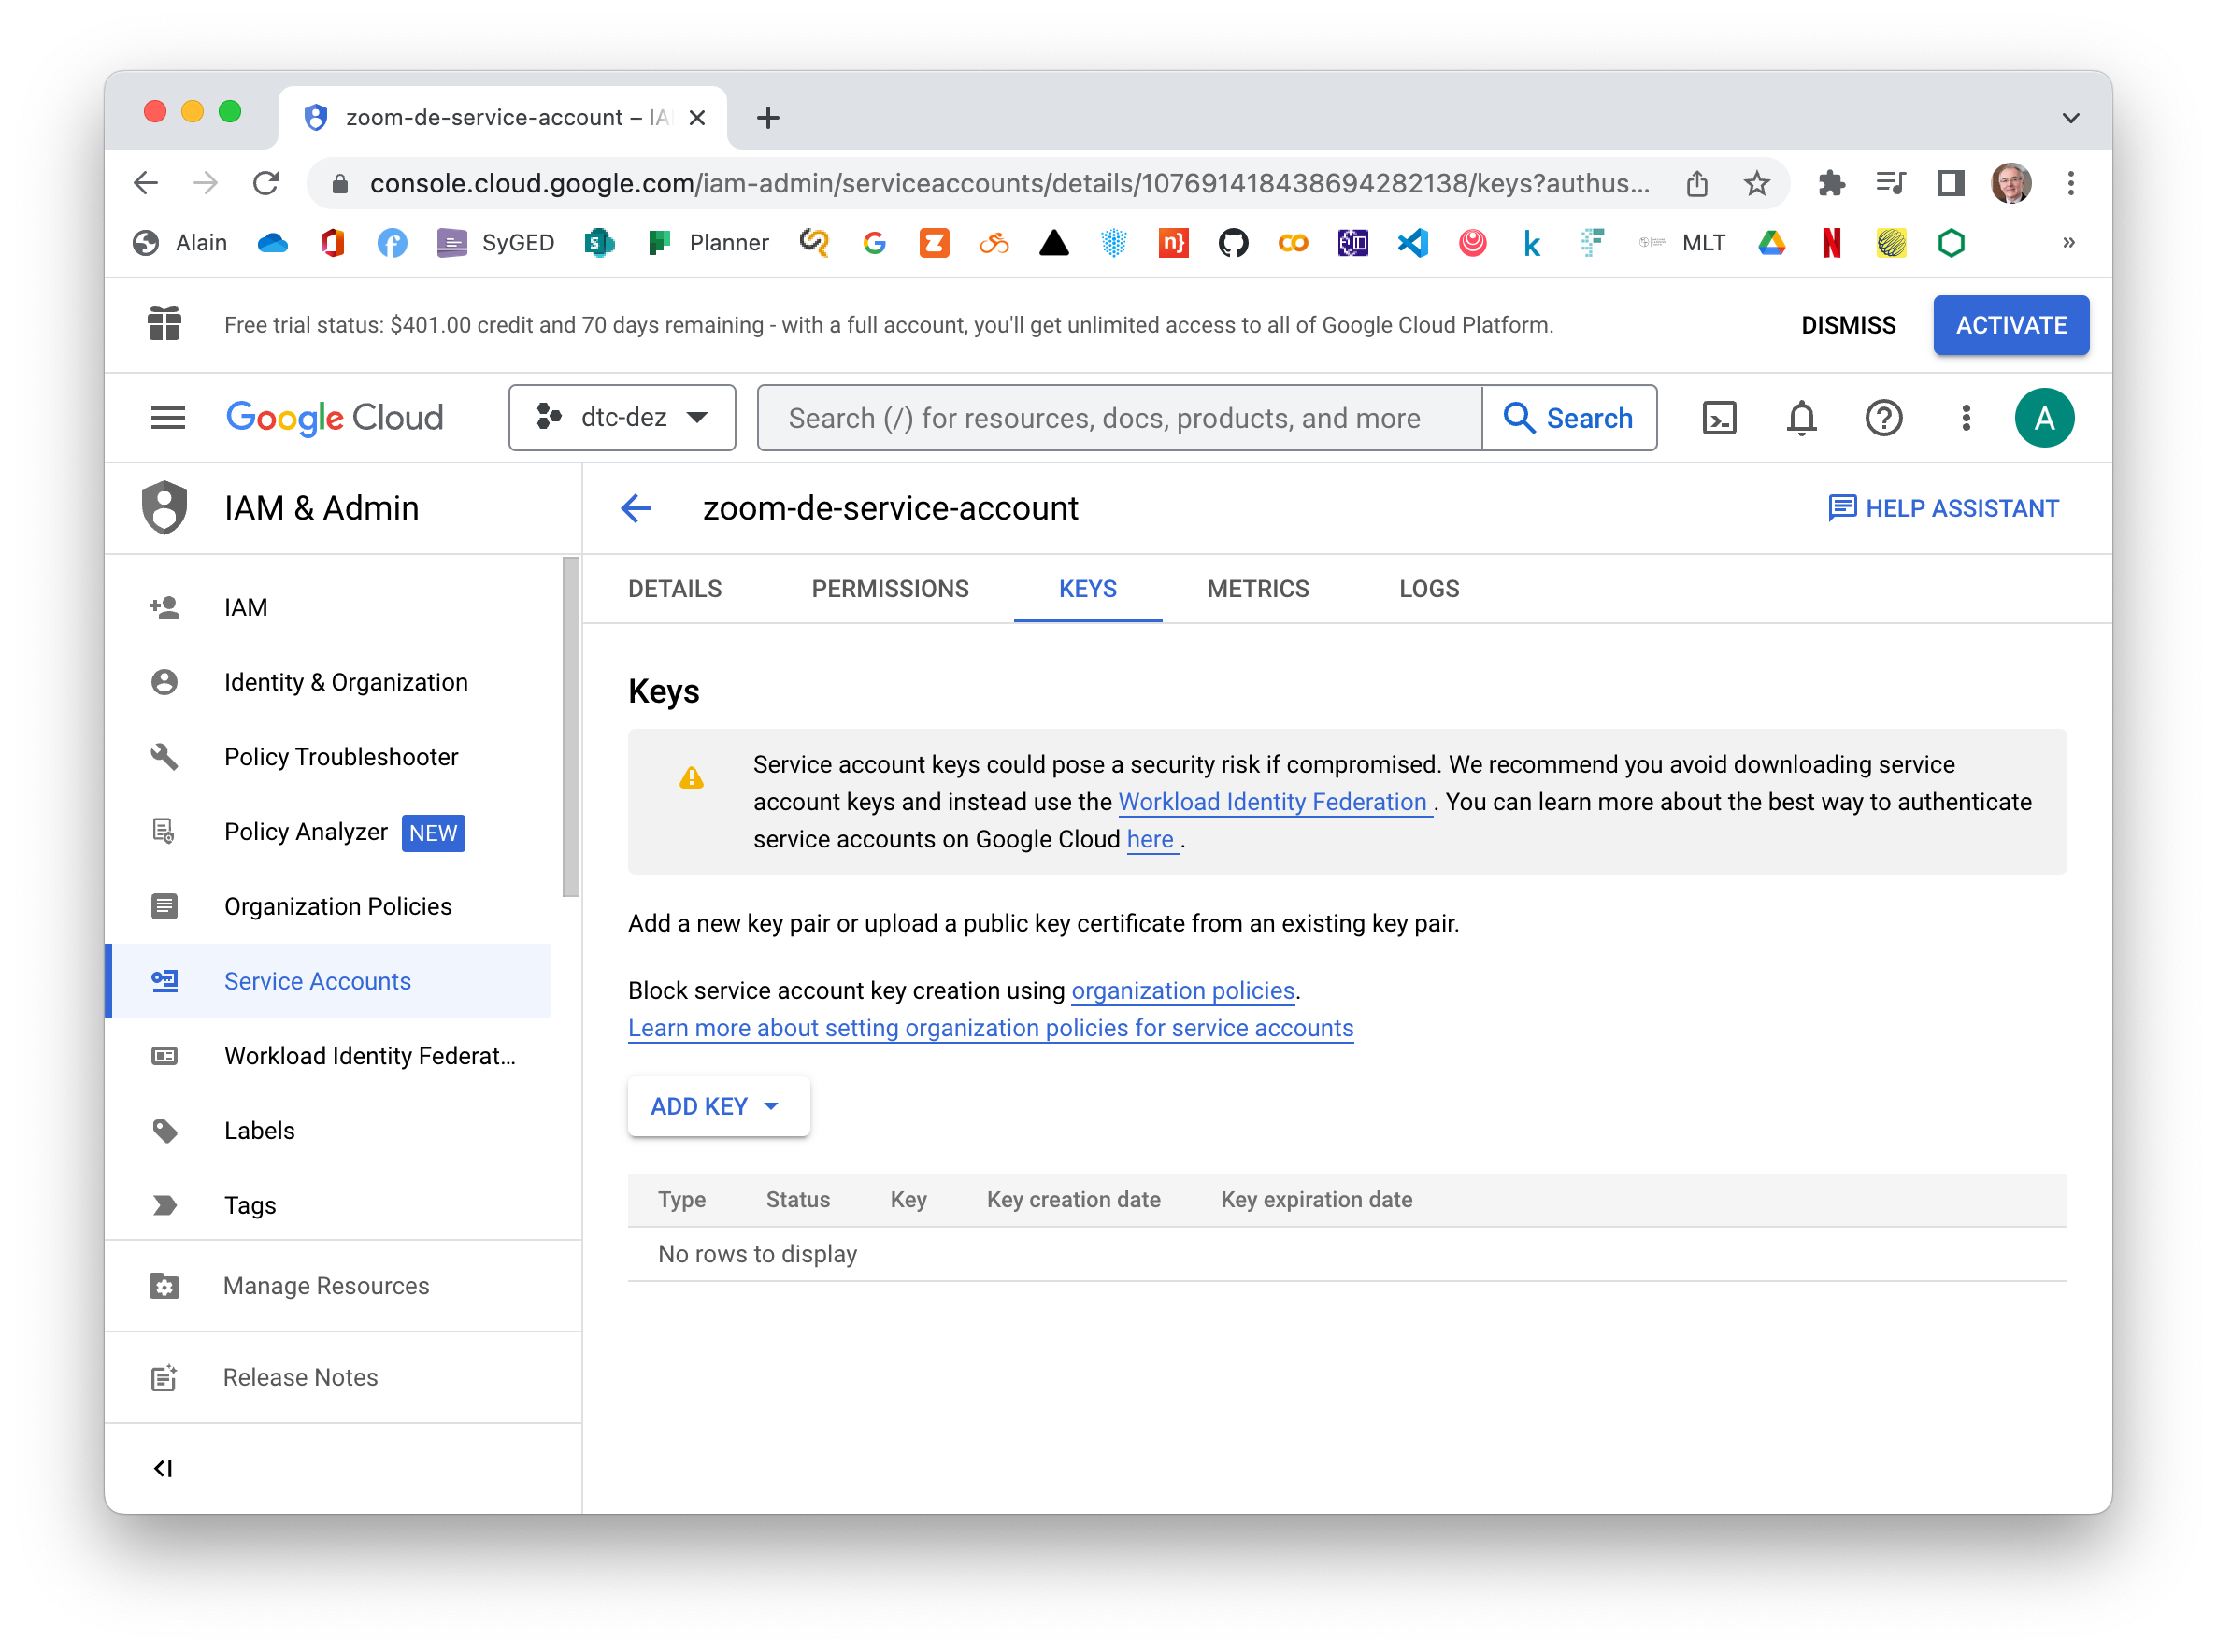 zoom-de-service-account – IA
console.cloud.google.com/iam-admin/serviceaccounts/details/107691418438694282138/keys?authus...
Alain
SyGED
Planner
MLT
»
Free trial status: $401.00 credit and 70 days remaining - with a full account, you'll get unlimited access to all of Google Cloud Platform.
DISMISS
ACTIVATE
Google Cloud
dtc-dez
Search (/) for resources, docs, products, and more
Search
A
IAM & Admin
zoom-de-service-account
HELP ASSISTANT
IAM
Identity & Organization
Policy Troubleshooter
Policy Analyzer NEW
Organization Policies
Service Accounts
Workload Identity Federat...
Labels
Tags
Manage Resources
Release Notes
DETAILS
PERMISSIONS
KEYS
METRICS
LOGS
Keys
Service account keys could pose a security risk if compromised. We recommend you avoid downloading service
account keys and instead use the Workload Identity Federation . You can learn more about the best way to authenticate
service accounts on Google Cloud here .
Add a new key pair or upload a public key certificate from an existing key pair.
Block service account key creation using organization policies.
Learn more about setting organization policies for service accounts
ADD KEY
Type Status Key Key creation date Key expiration date
No rows to display